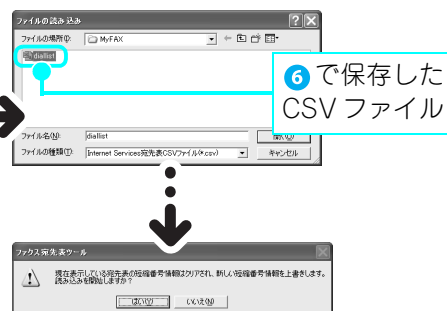 ファイルの読み込み
ファイルの場所(I):
MyFAX
diallist
6で保存した
CSVファイル
ファイル名(N):
diallist
ファイルの種類(T):
Internet Services宛先表CSVファイル(*.csv)
キャンセル
ファクス宛先表ツール
現在表示している宛先表の短縮番号情報はクリアされ、新しい短縮番号情報を上書きします。
読み込みを開始しますか？
はい(Y)
いいえ(N)